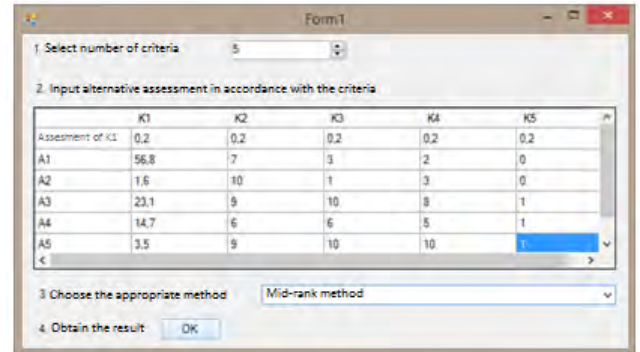 Form1
1 Select number of criteria 5
2. Input alternative assessment in accordance with the criteria
K1 K2 K3 K4 K5
Assesment of K1 0,2 0,2 0,2 0,2 0,2
A1 56,8 7 3 2 0
A2 1,6 10 1 3 0
A3 23,1 9 10 8 1
A4 14,7 6 6 5 1
A5 3,5 9 10 10 1
3 Choose the appropriate method Mid-rank method
4. Obtain the result OK